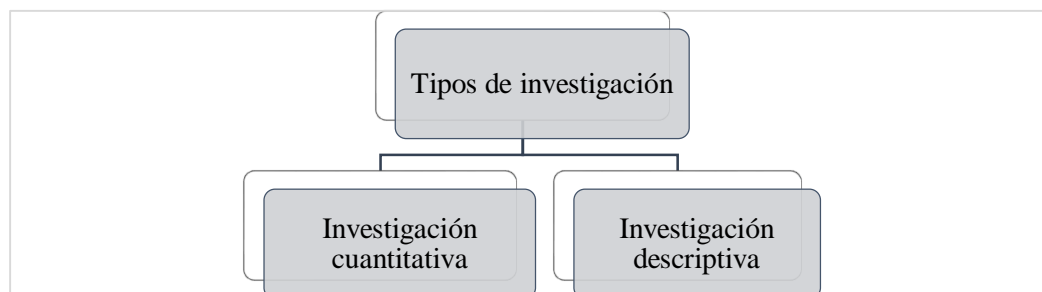 Tipos de investigación
Investigación
cuantitativa
Investigación
descriptiva